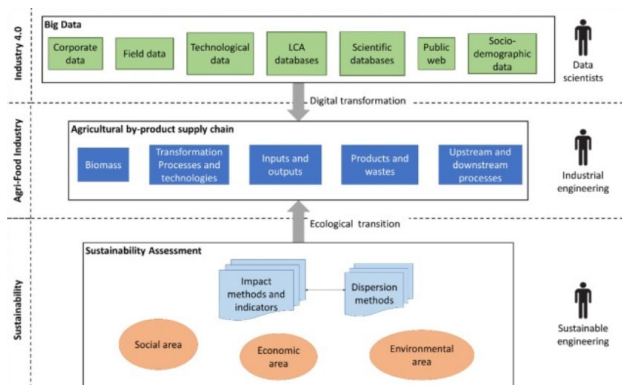 Industry 4.0
Big Data
Corporate
data
Field data
Technological
data
LCA
databases
Scientific
databases
Public
web
Socio-
demographic
data
Data
scientists
Digital transformation
Agri-Food Industry
Agricultural by-product supply chain
Biomass
Transformation
Processes and
technologies
Inputs and
outputs
Products and
wastes
Upstream and
downstream
processes
Industrial
engineering
Ecological transition
Sustainability
Sustainability Assessment
Impact
methods and
indicators
Dispersion
methods
Social area
Economic
area
Environmental
area
Sustainable
engineering